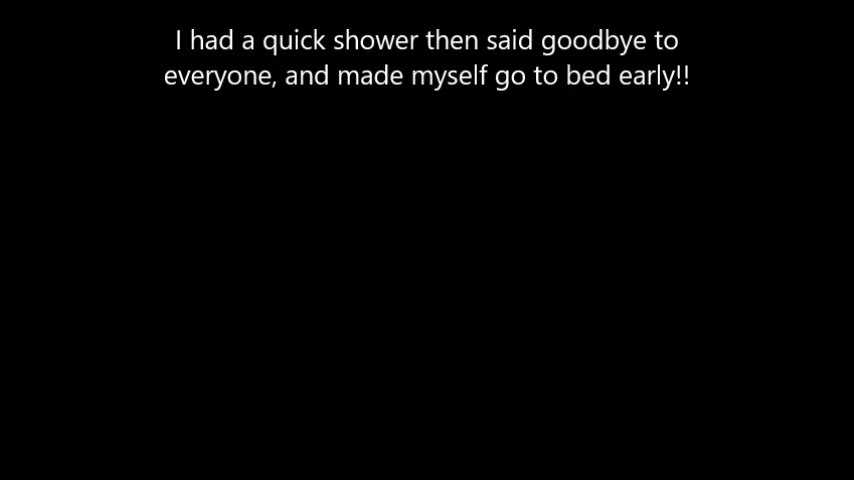 I had a quick shower then said goodbye to
everyone, and made myself go to bed early!!